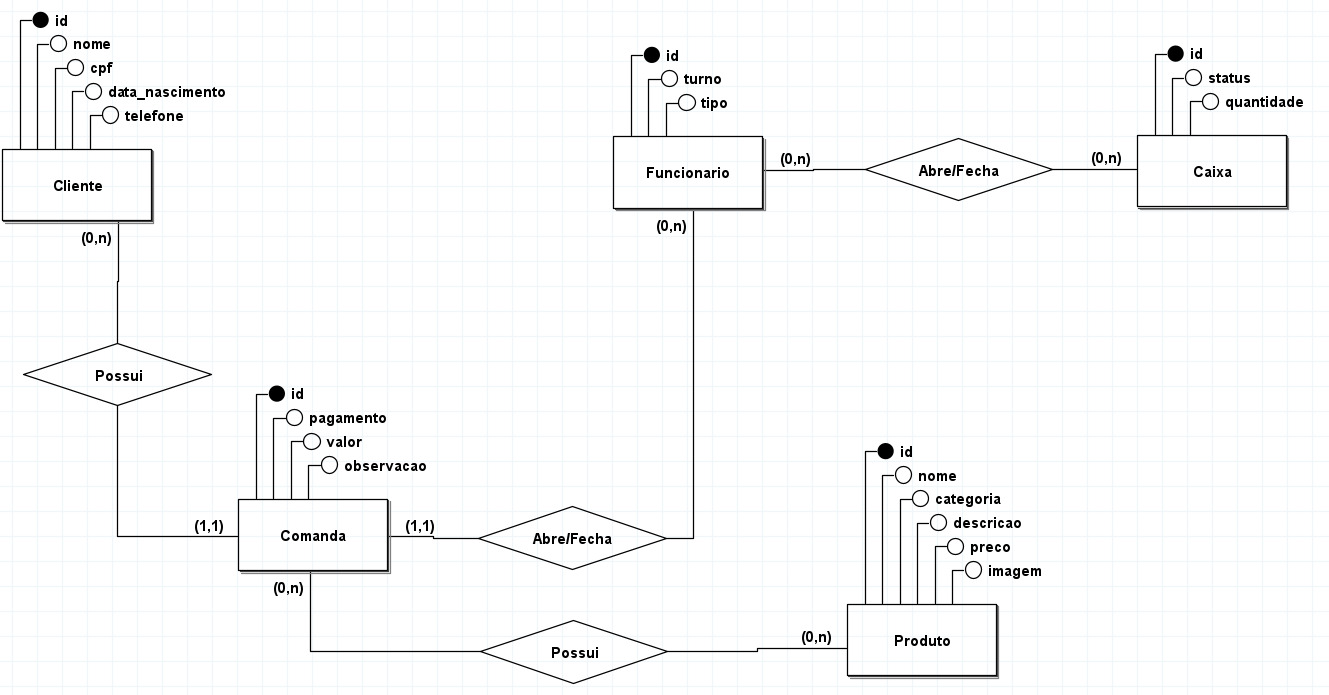 id
nome
cpf
data_nascimento
telefone
Cliente
(0,n)
Possui
id
turno
tipo
Funcionario
(0,n)
(0,n)
Abre/Fecha
(0,n)
id
status
quantidade
Caixa
id
pagamento
valor
observacao
(1,1)
Comanda
(1,1)
Abre/Fecha
(0,n)
Possui
(0,n)
id
nome
categoria
descricao
preco
imagem
Produto